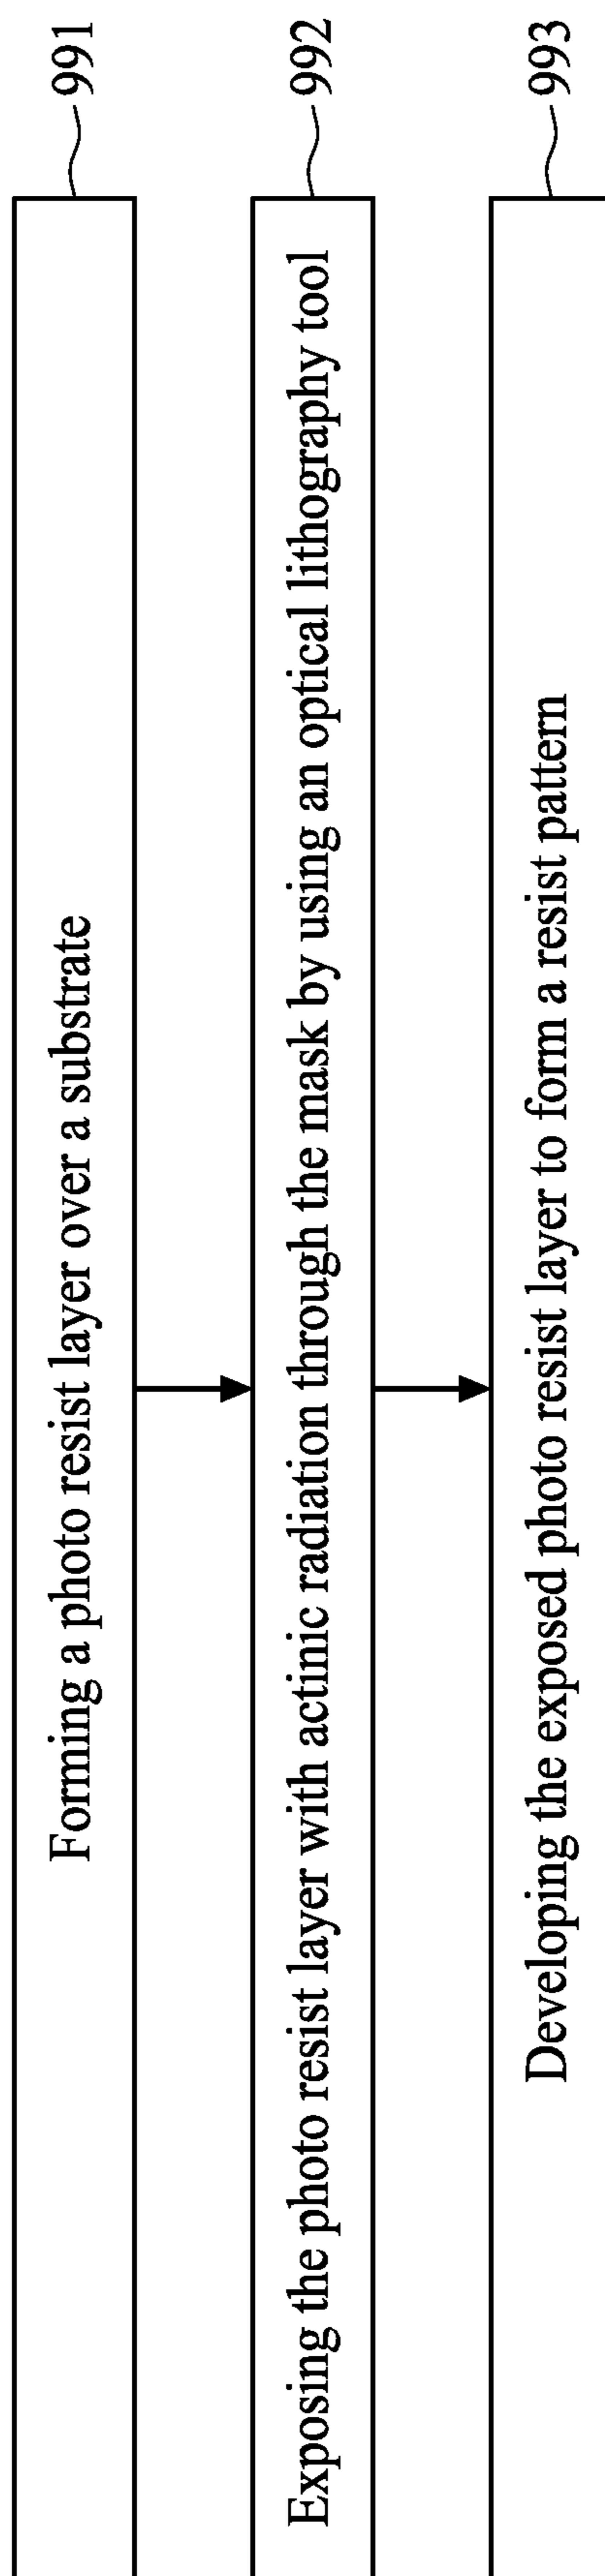 Forming a photo resist layer over a substrate
991
Exposing the photo resist layer with actinic radiation through the mask by using an optical lithography tool
992
Developing the exposed photo resist layer to form a resist pattern
993